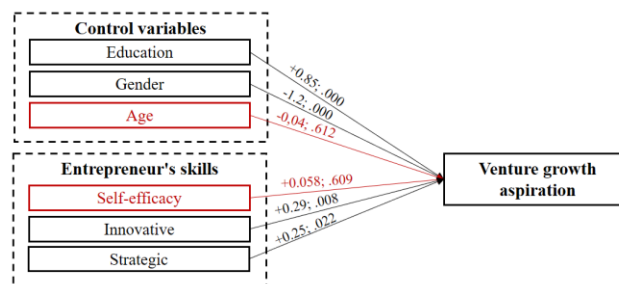 Control variables
Education
Gender
Age
+0.85; .000
-1,2; .000
-0,04; .612
Entrepreneur's skills
Self-efficacy
Innovative
Strategic
+0.058; .609
+0.29; .008
+0.25; .022
Venture growth
aspiration